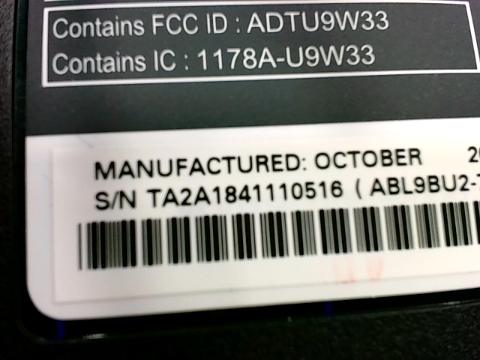 Contains FCC ID : ADTU9W33
Contains IC : 1178A-U9W33
MANUFACTURED: OCTOBER
S/N TA2A1841110516 ( ABL9BU2-